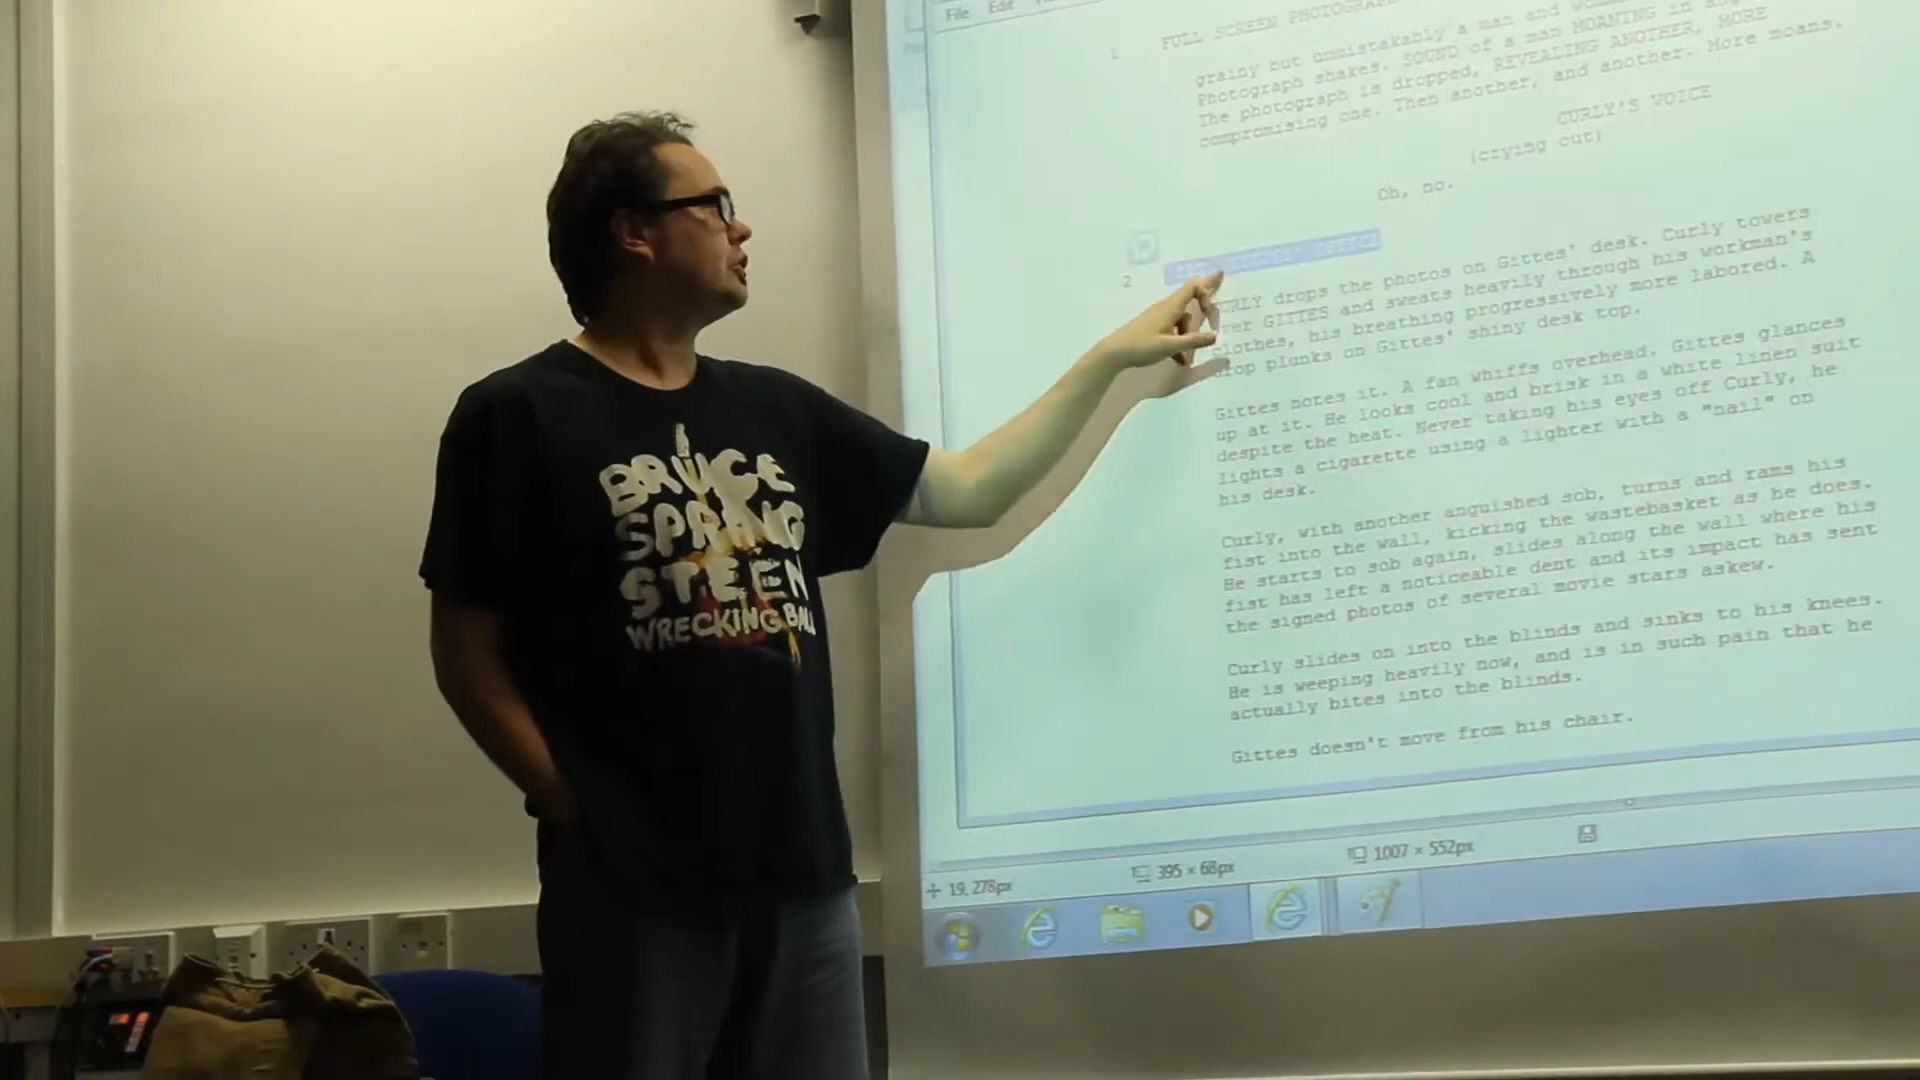 File Edit
1 FULL SCREEN PHOTOGRAPH
grainy but unmistakably a man and
Photograph shakes. SOUND of a man MOANING in
The photograph is dropped, REVEALING ANOTHER, MORE
compromising one. Then another, and another. More moans.
CURLY'S VOICE
(crying out)
Oh, no.
2 INT. GITTES' OFFICE
CURLY drops the photos on Gittes' desk. Curly towers
over GITTES and sweats heavily through his workman's
clothes, his breathing progressively more labored. A
drop plunks on Gittes' shiny desk top.
Gittes notes it. A fan whiffs overhead. Gittes glances
up at it. He looks cool and brisk in a white linen suit
despite the heat. Never taking his eyes off Curly, he
lights a cigarette using a lighter with a "nail" on
his desk.
Curly, with another anguished sob, turns and rams his
fist into the wall, kicking the wastebasket as he does.
He starts to sob again, slides along the wall where his
fist has left a noticeable dent and its impact has sent
the signed photos of several movie stars askew.
Curly slides on into the blinds and sinks to his knees.
He is weeping heavily now, and is in such pain that he
actually bites into the blinds.
Gittes doesn't move from his chair.
19, 278px
395 × 68px
1007 × 552px
BRUCE
SPRING
STEEN
WRECKING BALL